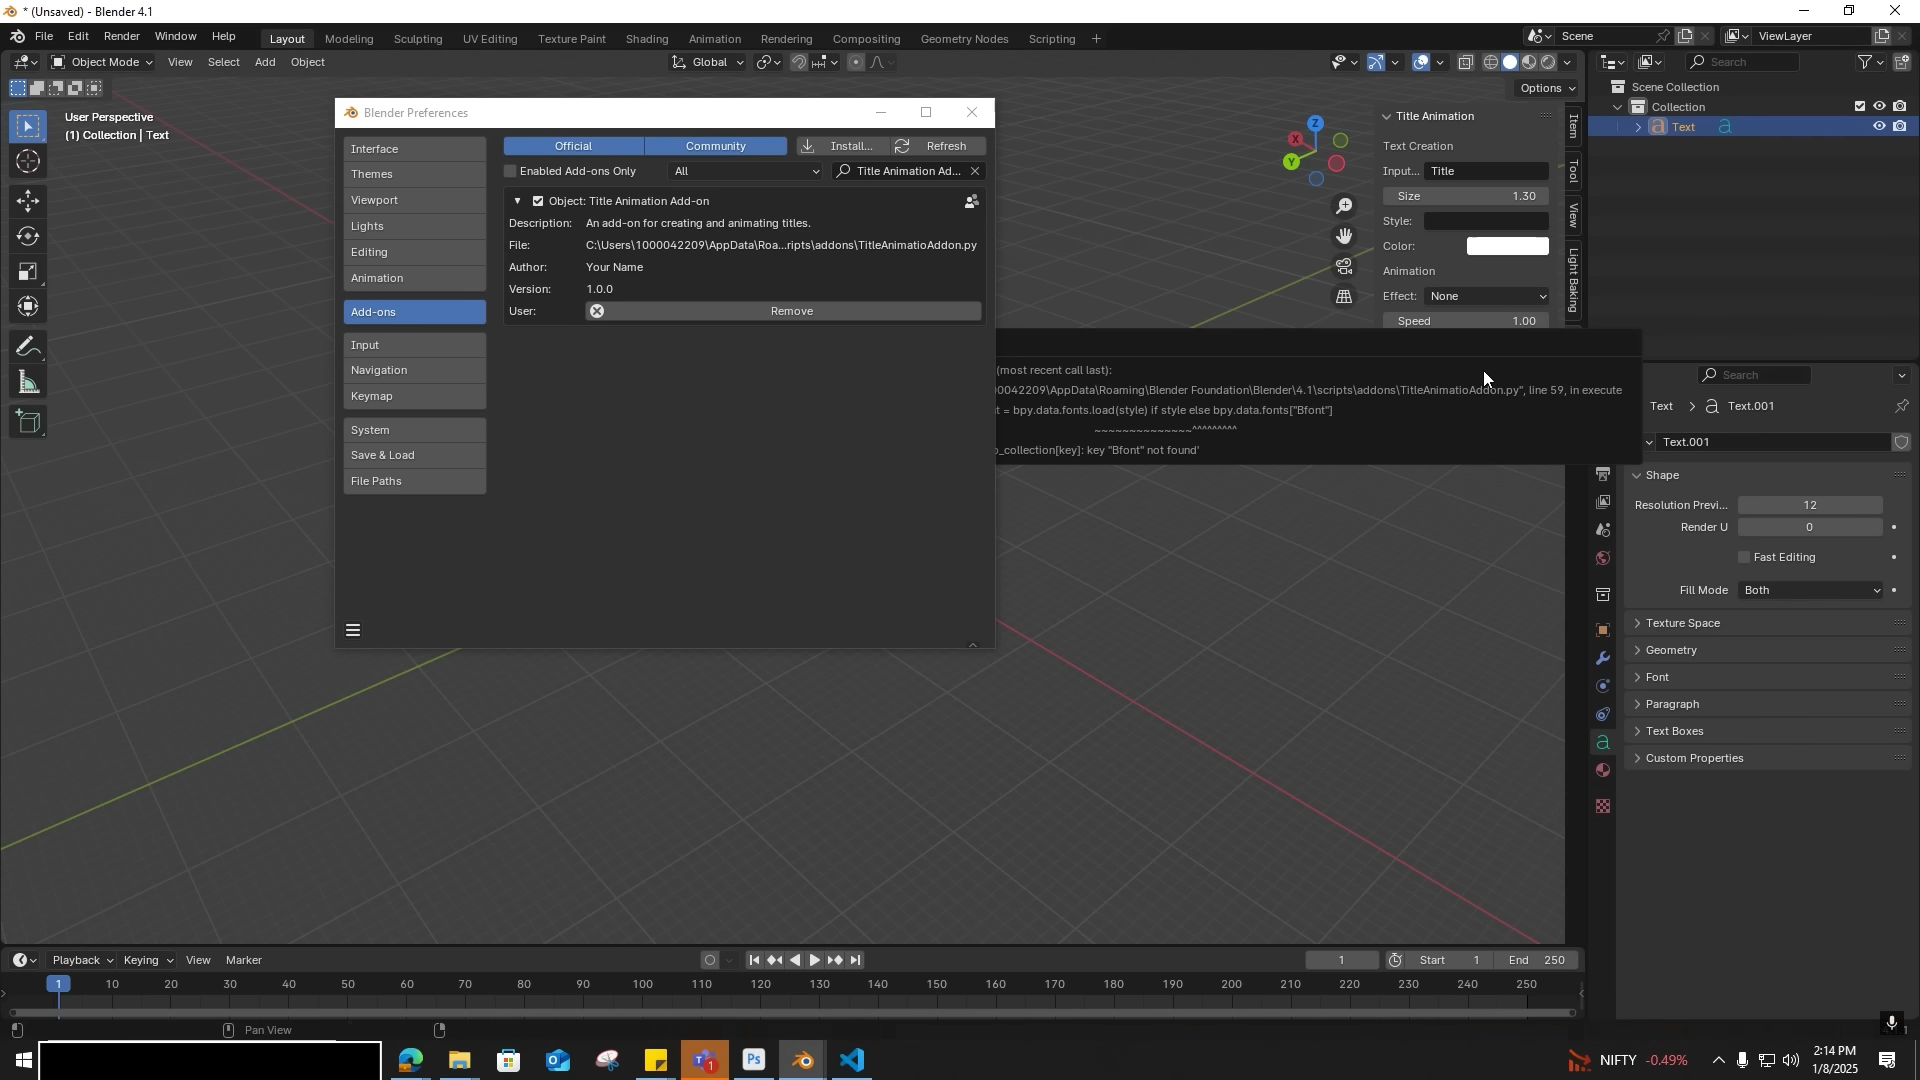 * (Unsaved) - Blender 4.1
File Edit Render Window Help
Layout Modeling Sculpting UV Editing Texture Paint Shading Animation Rendering Compositing Geometry Nodes Scripting +
Scene
ViewLayer
Object Mode View Select Add Object
Global
Search
Options
User Perspective
(1) Collection | Text
Scene Collection
Collection
Text
Blender Preferences
Interface
Themes
Viewport
Lights
Editing
Animation
Add-ons
Input
Navigation
Keymap
System
Save & Load
File Paths
Official Community Install... Refresh
Enabled Add-ons Only All Title Animation Ad...
Object: Title Animation Add-on
Description: An add-on for creating and animating titles.
File: C:\Users\1000042209\AppData\Roa...ripts\addons\TitleAnimatioAddon.py
Author: Your Name
Version: 1.0.0
User: Remove
Z
X
Y
Title Animation
Text Creation
Input... Title
Size 1.30
Style:
Color:
Animation
Effect: None
Speed 1.00
Item
Tool
View
Light Baking
(most recent call last):
00042209\AppData\Roaming\Blender Foundation\Blender\4.1\scripts\addons\TitleAnimatioAddon.py", line 59, in execute
t = bpy.data.fonts.load(style) if style else bpy.data.fonts["Bfont"]
~~~~~~~~~~~~~~^^^^^^^^^
_collection[key]: key "Bfont" not found'
Search
Text > Text.001
Text.001
Shape
Resolution Previ... 12
Render U 0
Fast Editing
Fill Mode Both
Texture Space
Geometry
Font
Paragraph
Text Boxes
Custom Properties
Playback Keying View Marker
1 Start 1 End 250
1 10 20 30 40 50 60 70 80 90 100 110 120 130 140 150 160 170 180 190 200 210 220 230 240 250
Pan View
Ps
1
NIFTY -0.49%
2:14 PM
1/8/2025